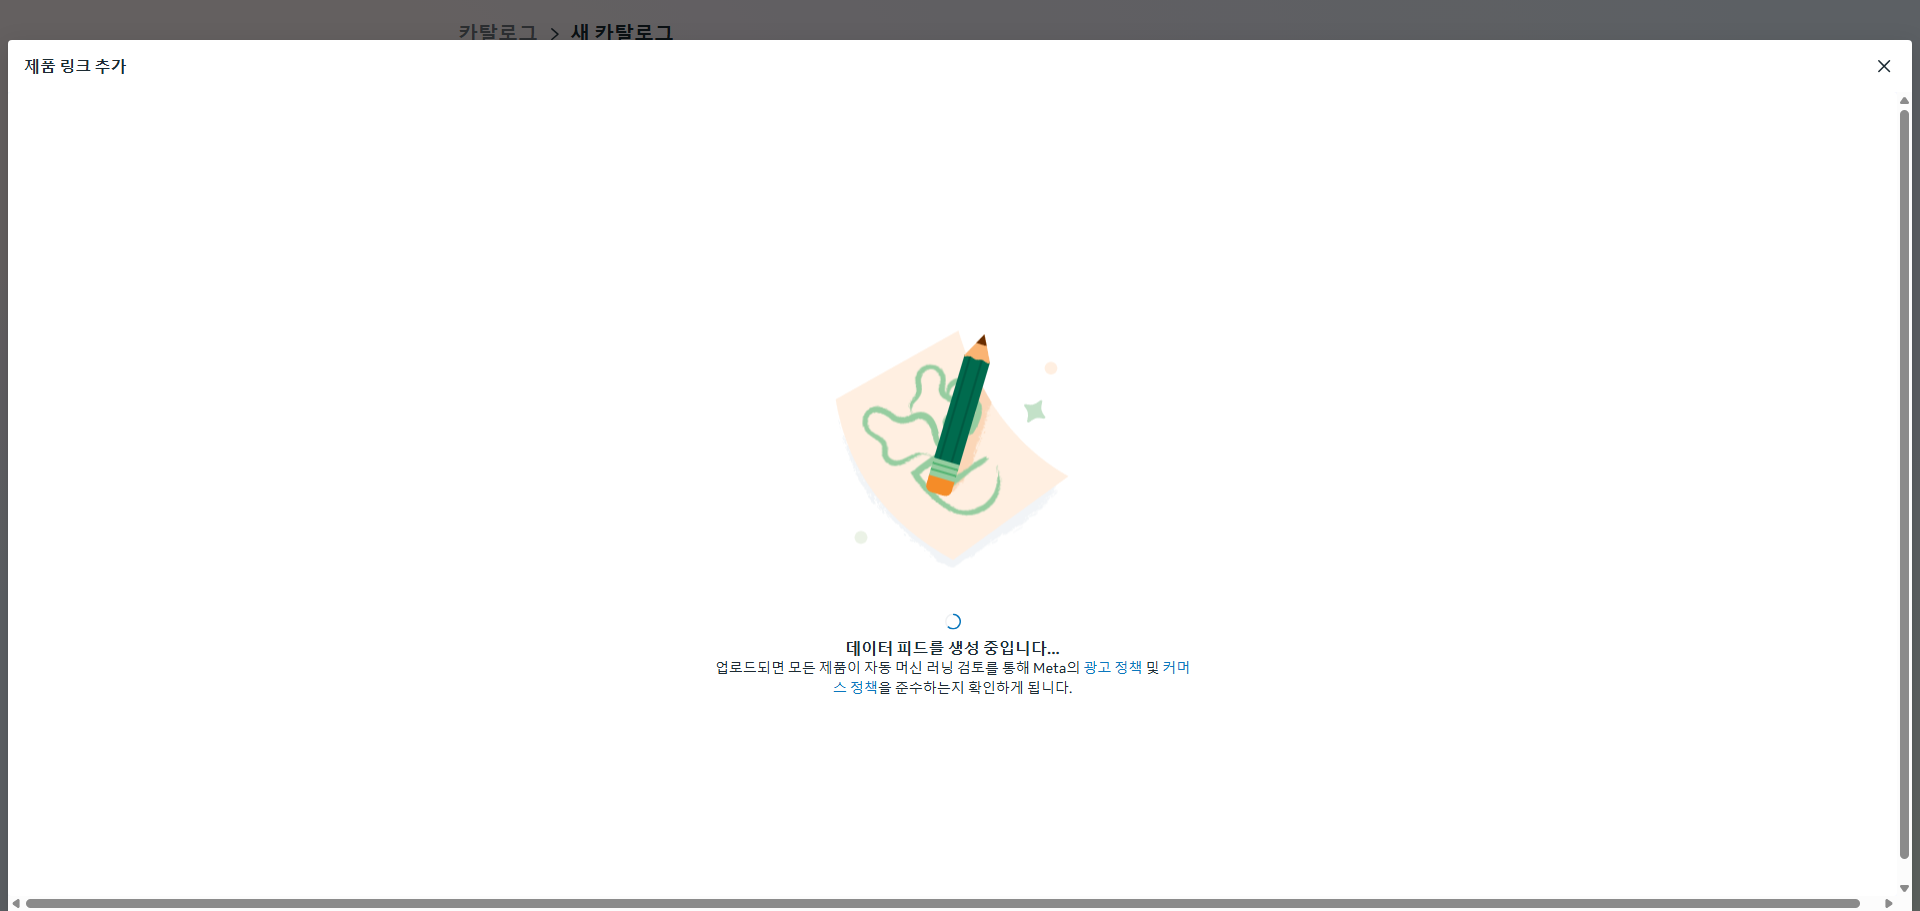 카탈로그 > 새 카탈로그
제품 링크 추가
데이터 피드를 생성 중입니다...
업로드되면 모든 제품이 자동 머신 러닝 검토를 통해 Meta의 광고 정책 및 커머
스 정책을 준수하는지 확인하게 됩니다.